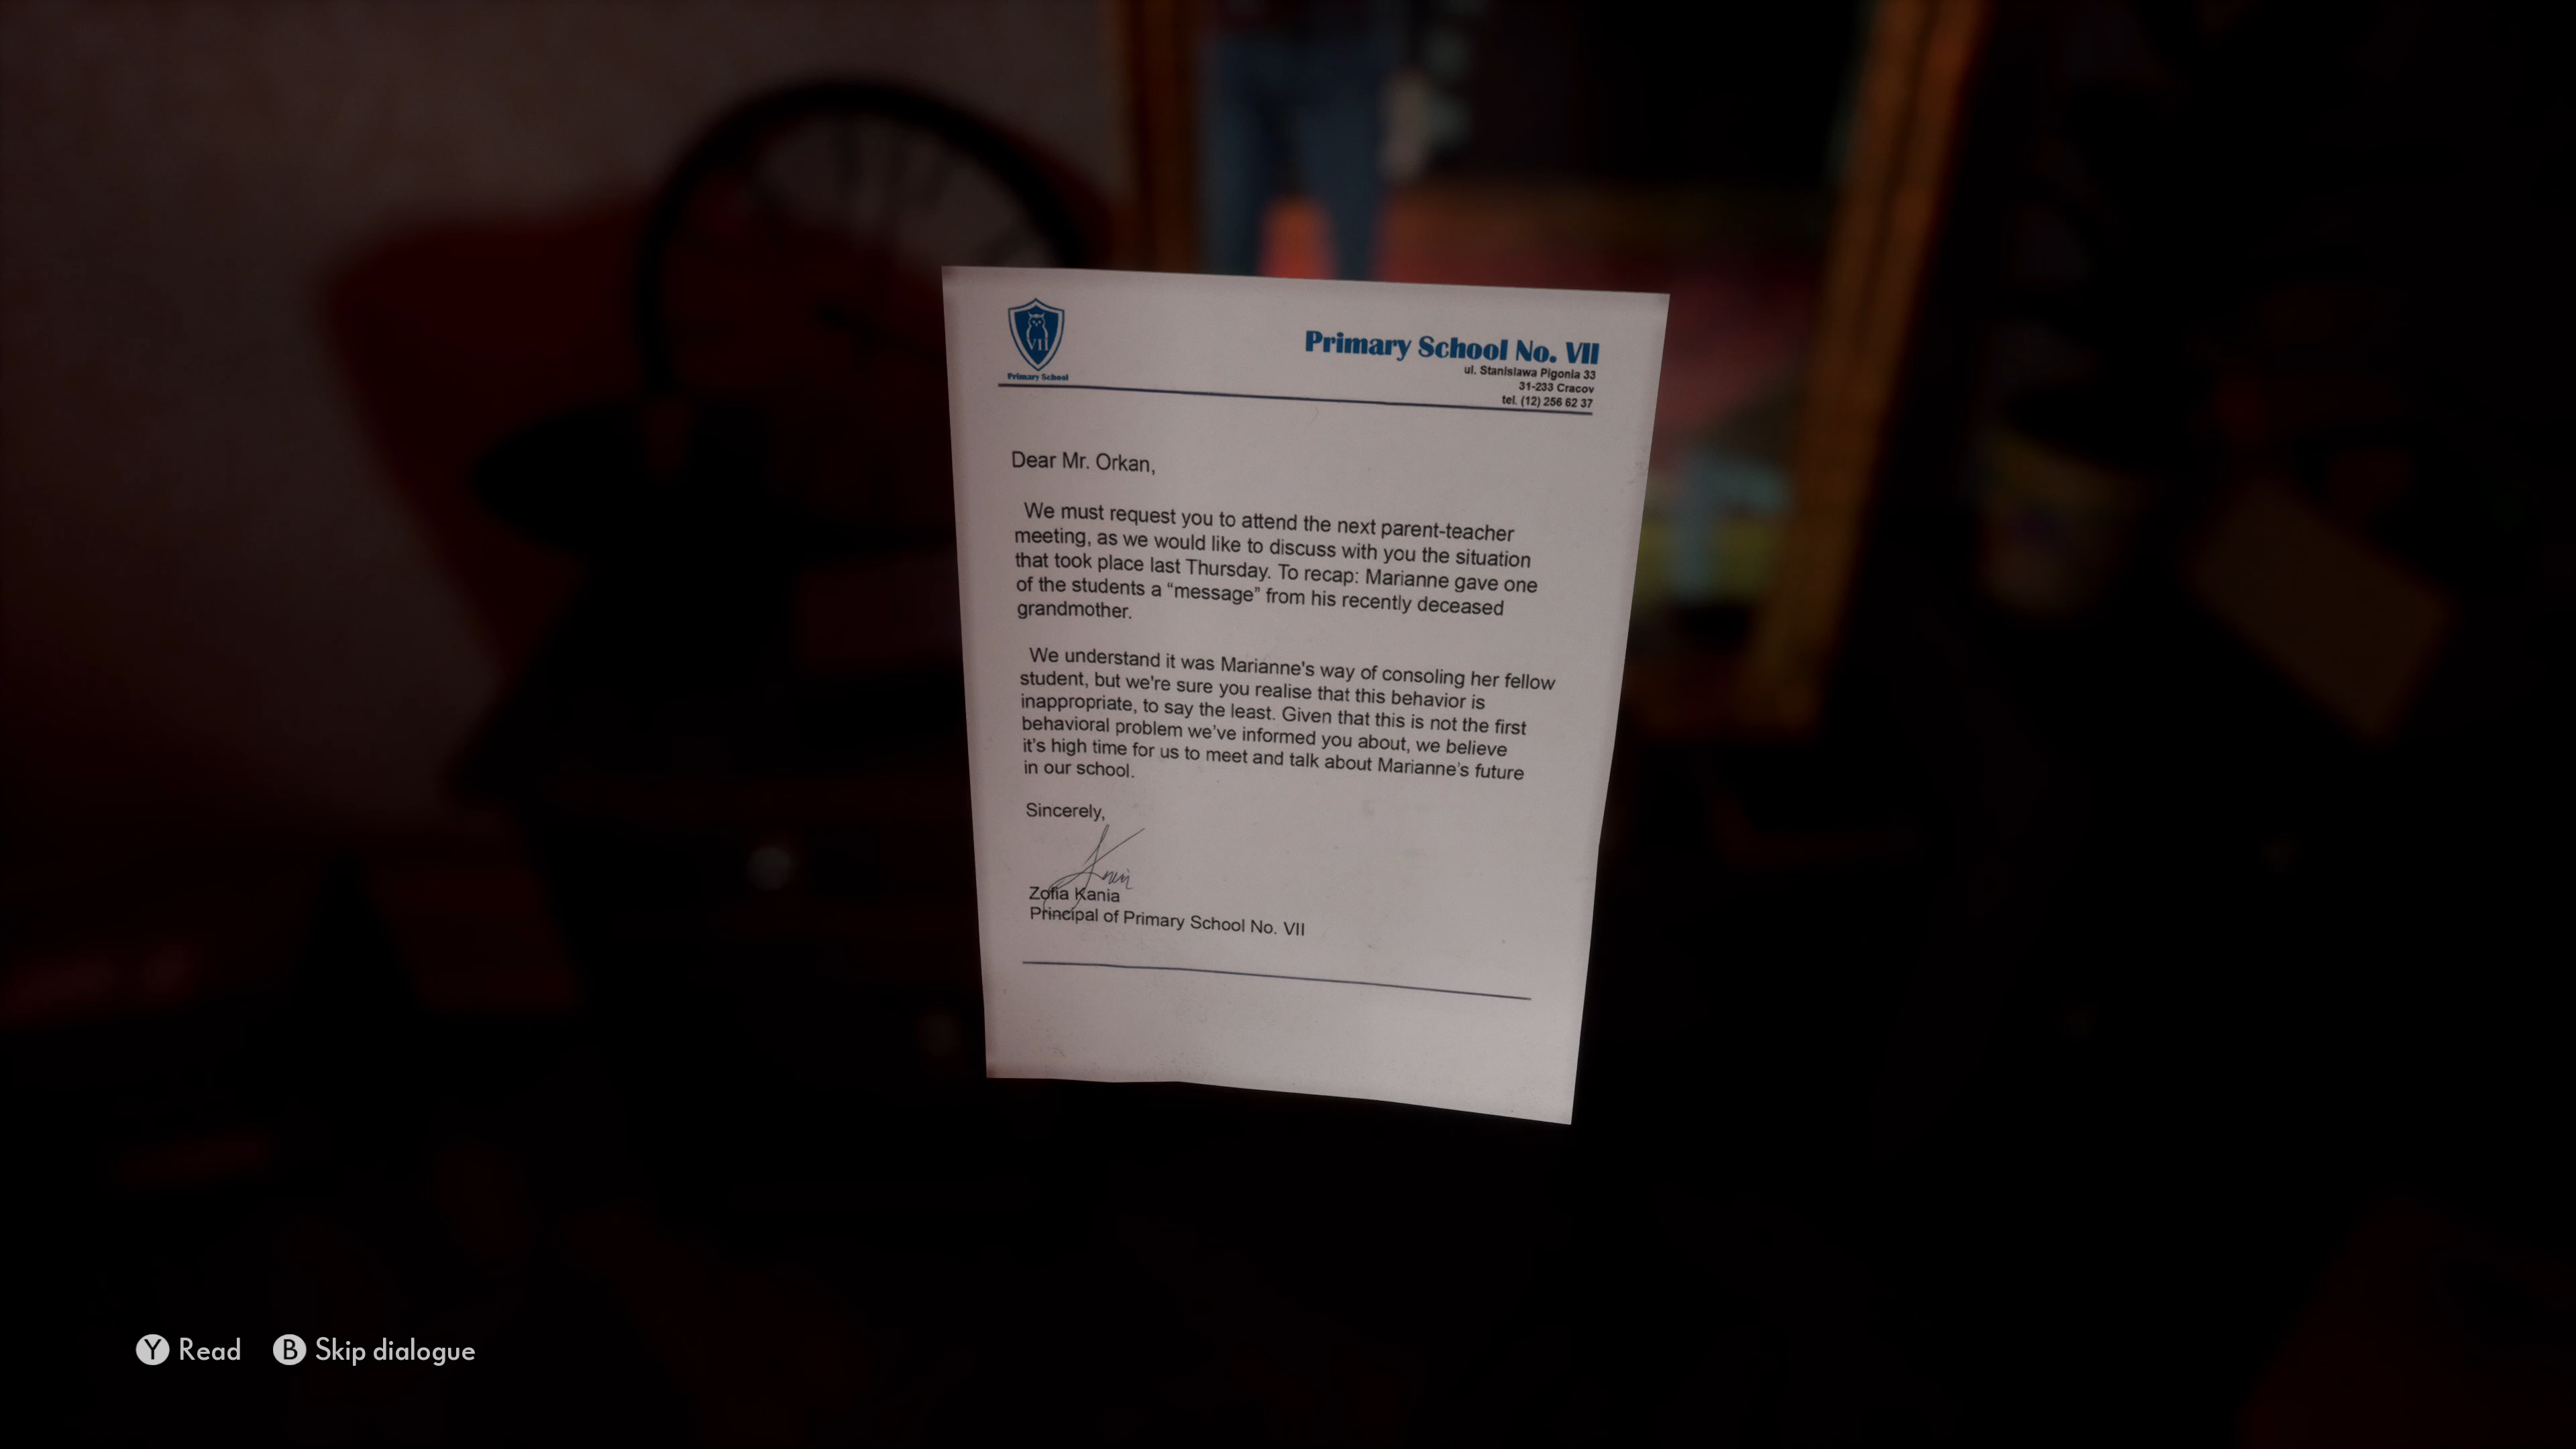 VII
Primary School
Primary School No. VII
ul. Stanislawa Pigonia 33
31-233 Cracov
tel. (12) 256 62 37
Dear Mr. Orkan,
We must request you to attend the next parent-teacher
meeting, as we would like to discuss with you the situation
that took place last Thursday. To recap: Marianne gave one
of the students a “message” from his recently deceased
grandmother.
We understand it was Marianne's way of consoling her fellow
student, but we're sure you realise that this behavior is
inappropriate, to say the least. Given that this is not the first
behavioral problem we've informed you about, we believe
it's high time for us to meet and talk about Marianne's future
in our school.
Sincerely,
Zofia Kania
Principal of Primary School No. VII
Y Read B Skip dialogue